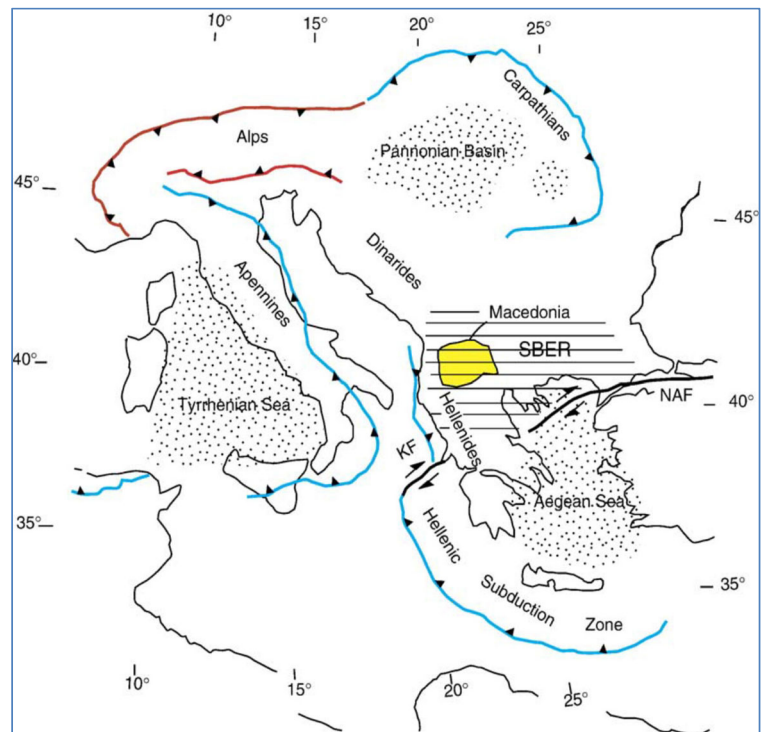 10°
15°
20°
25°
Carpathians
Alps
Pannonian Basin
45°
45°
Dinarides
Apennines
Macedonia
SBER
40°
40°
NAF
Tyrrhenian Sea
Hellenides
KF
Aegean Sea
35°
Hellenic
Subduction
Zone
35°
10°
15°
20°
25°